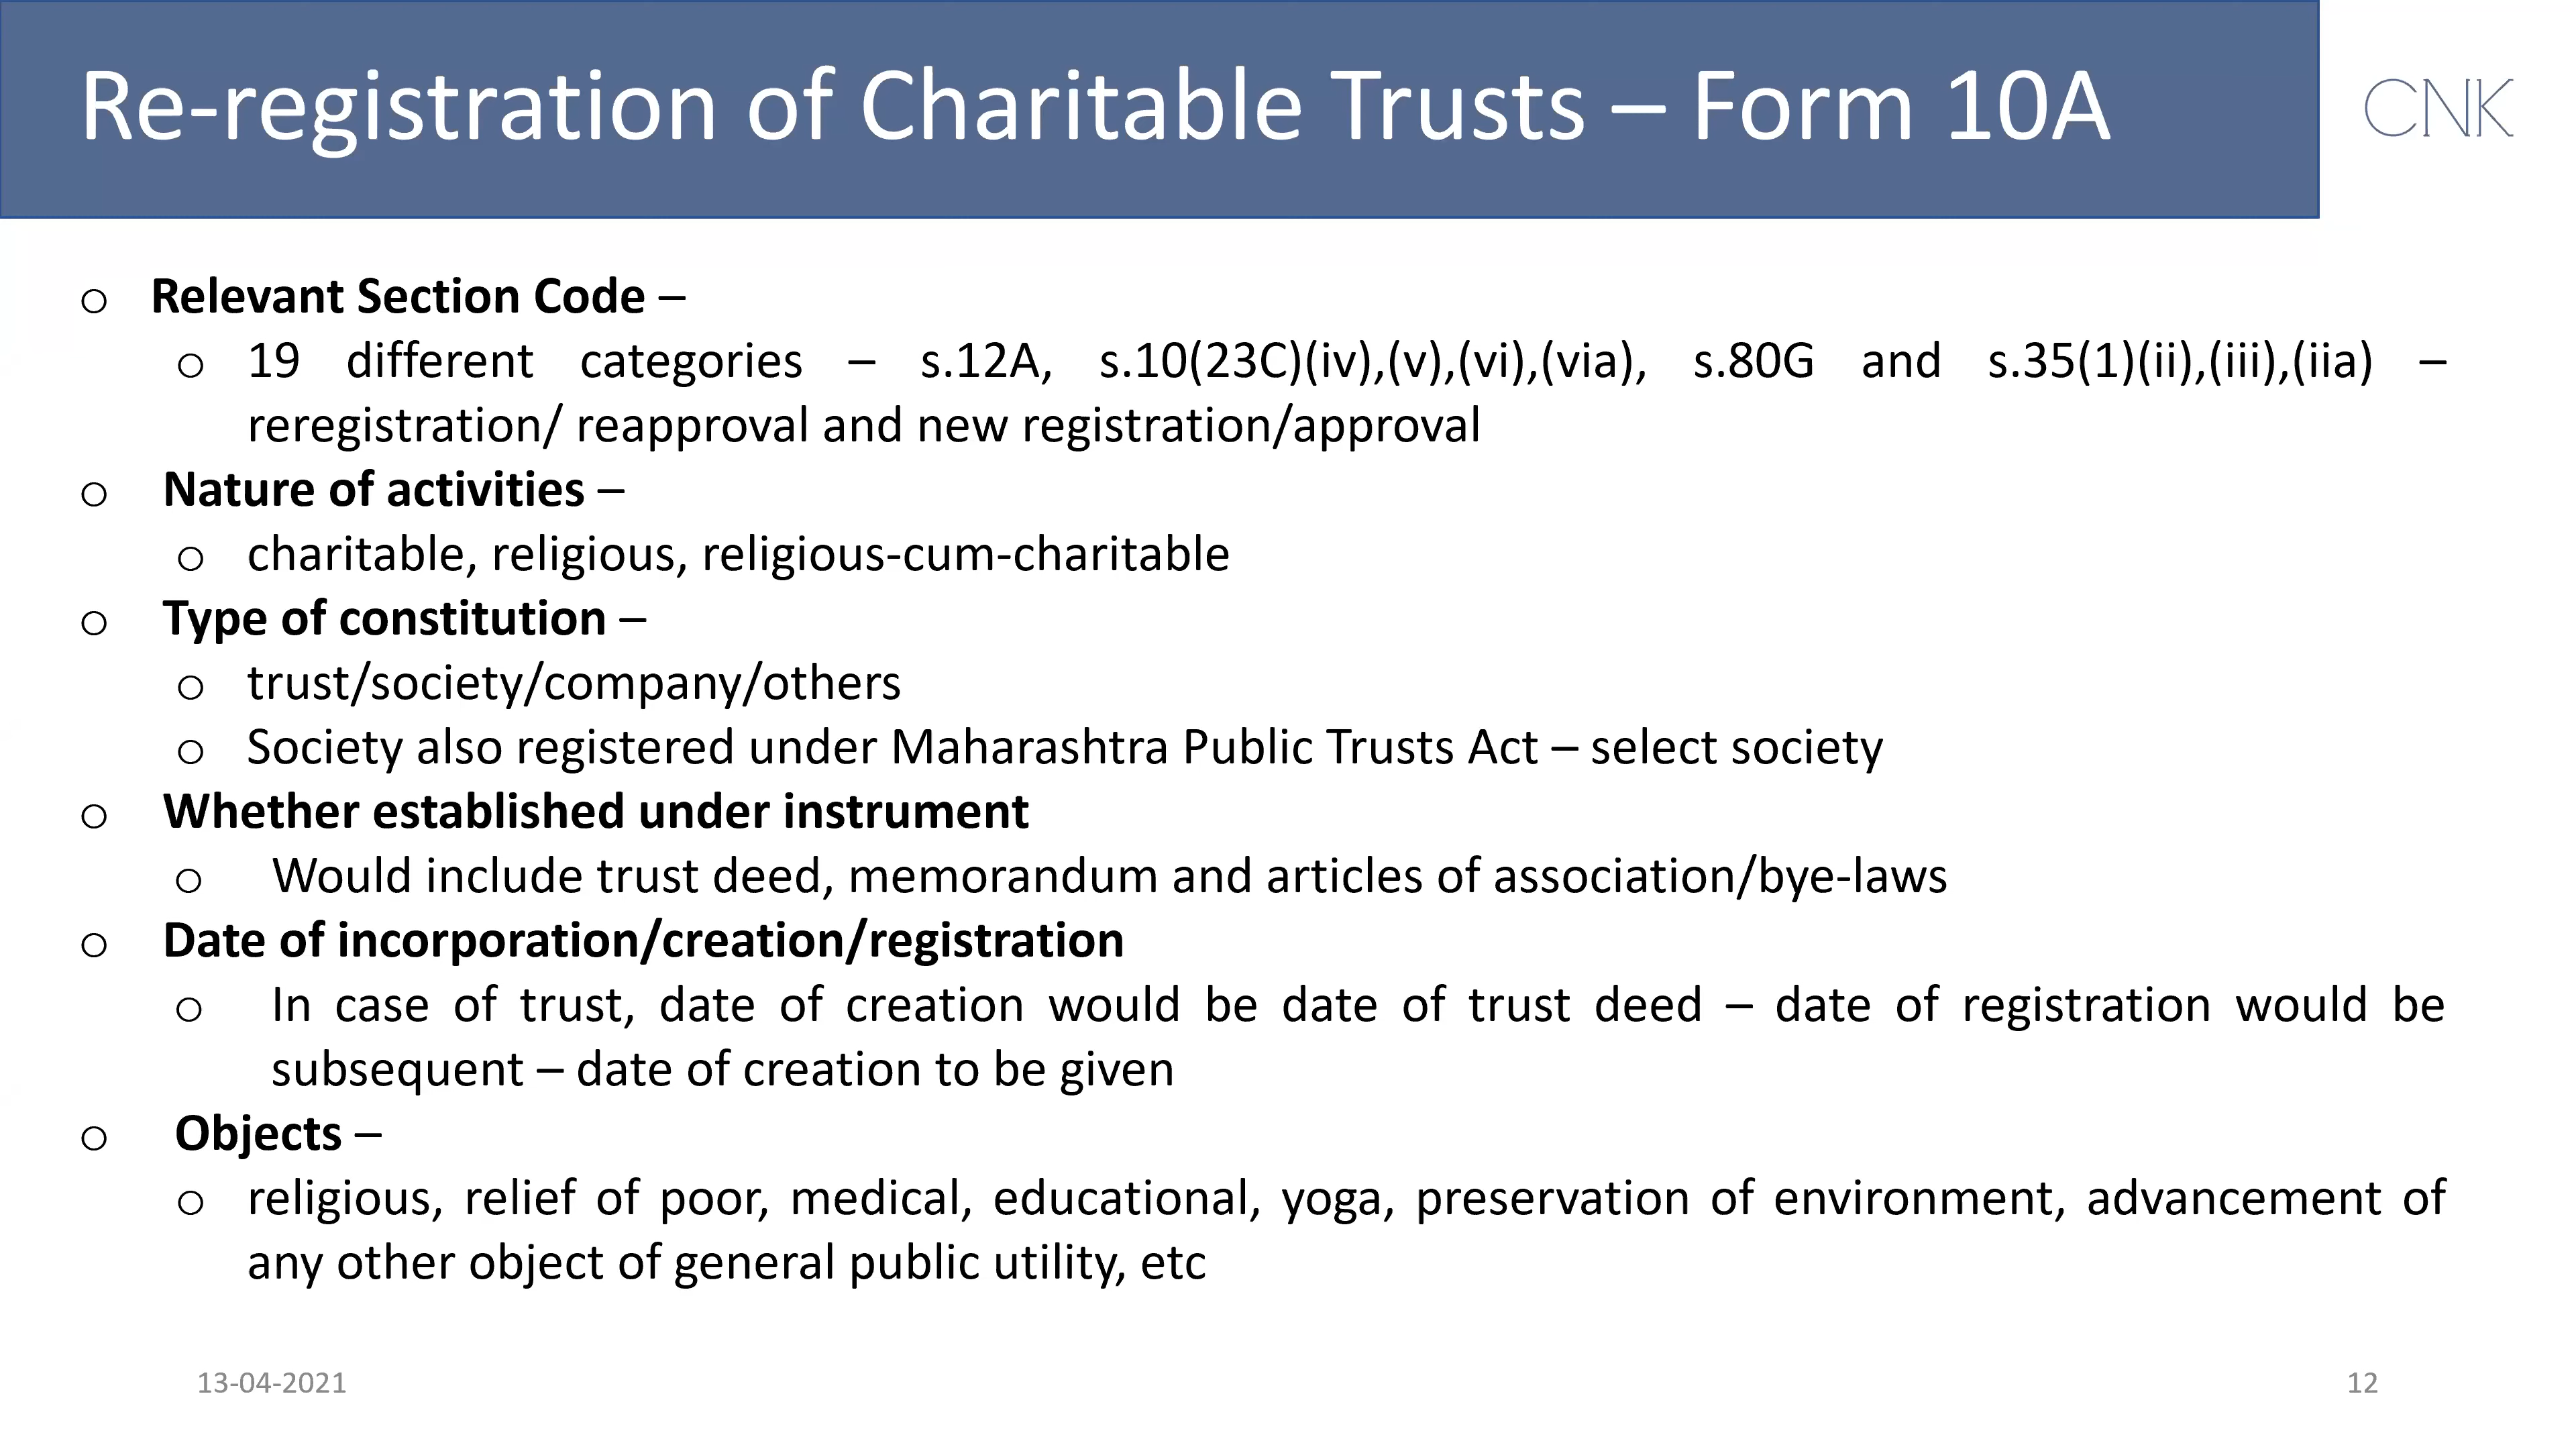 Re-registration of Charitable Trusts – Form 10A
CNK
o Relevant Section Code –
o 19 different categories – s.12A, s.10(23C)(iv),(v),(vi),(via), s.80G and s.35(1)(ii),(iii),(iia) –
reregistration/ reapproval and new registration/approval
o Nature of activities –
o charitable, religious, religious-cum-charitable
o Type of constitution –
o trust/society/company/others
o Society also registered under Maharashtra Public Trusts Act – select society
o Whether established under instrument
o Would include trust deed, memorandum and articles of association/bye-laws
o Date of incorporation/creation/registration
o In case of trust, date of creation would be date of trust deed – date of registration would be
subsequent – date of creation to be given
o Objects –
o religious, relief of poor, medical, educational, yoga, preservation of environment, advancement of
any other object of general public utility, etc
13-04-2021
12